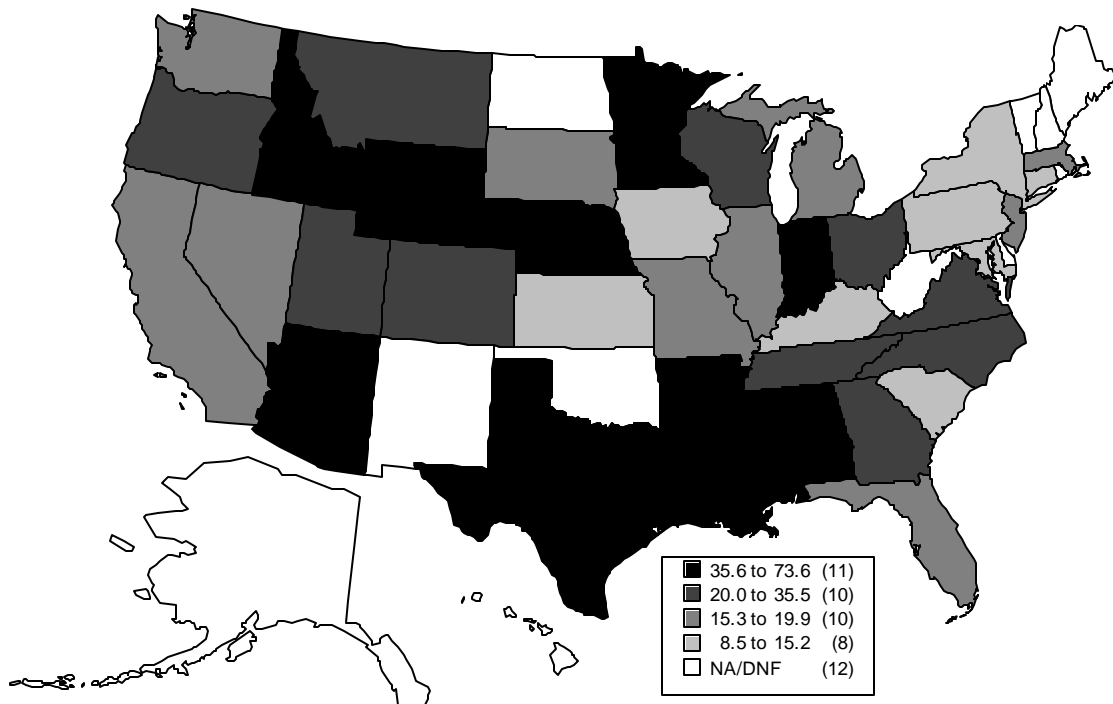 35.6 to 73.6 (11)
20.0 to 35.5 (10)
15.3 to 19.9 (10)
8.5 to 15.2 (8)
NA/DNF (12)